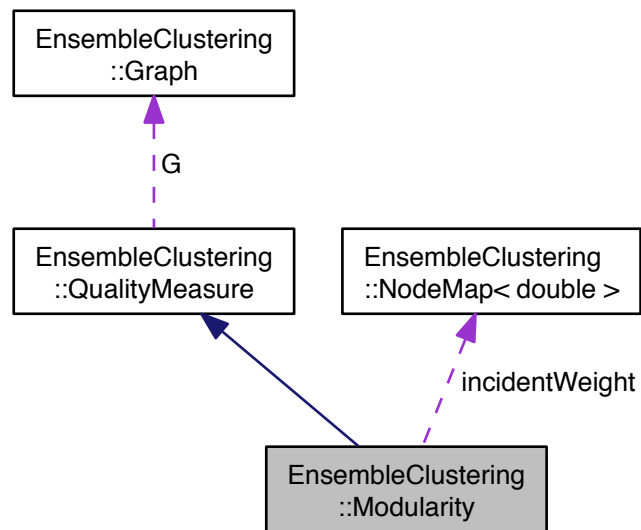 EnsembleClustering
::Graph
G
EnsembleClustering
::QualityMeasure
EnsembleClustering
::NodeMap< double >
incidentWeight
EnsembleClustering
::Modularity